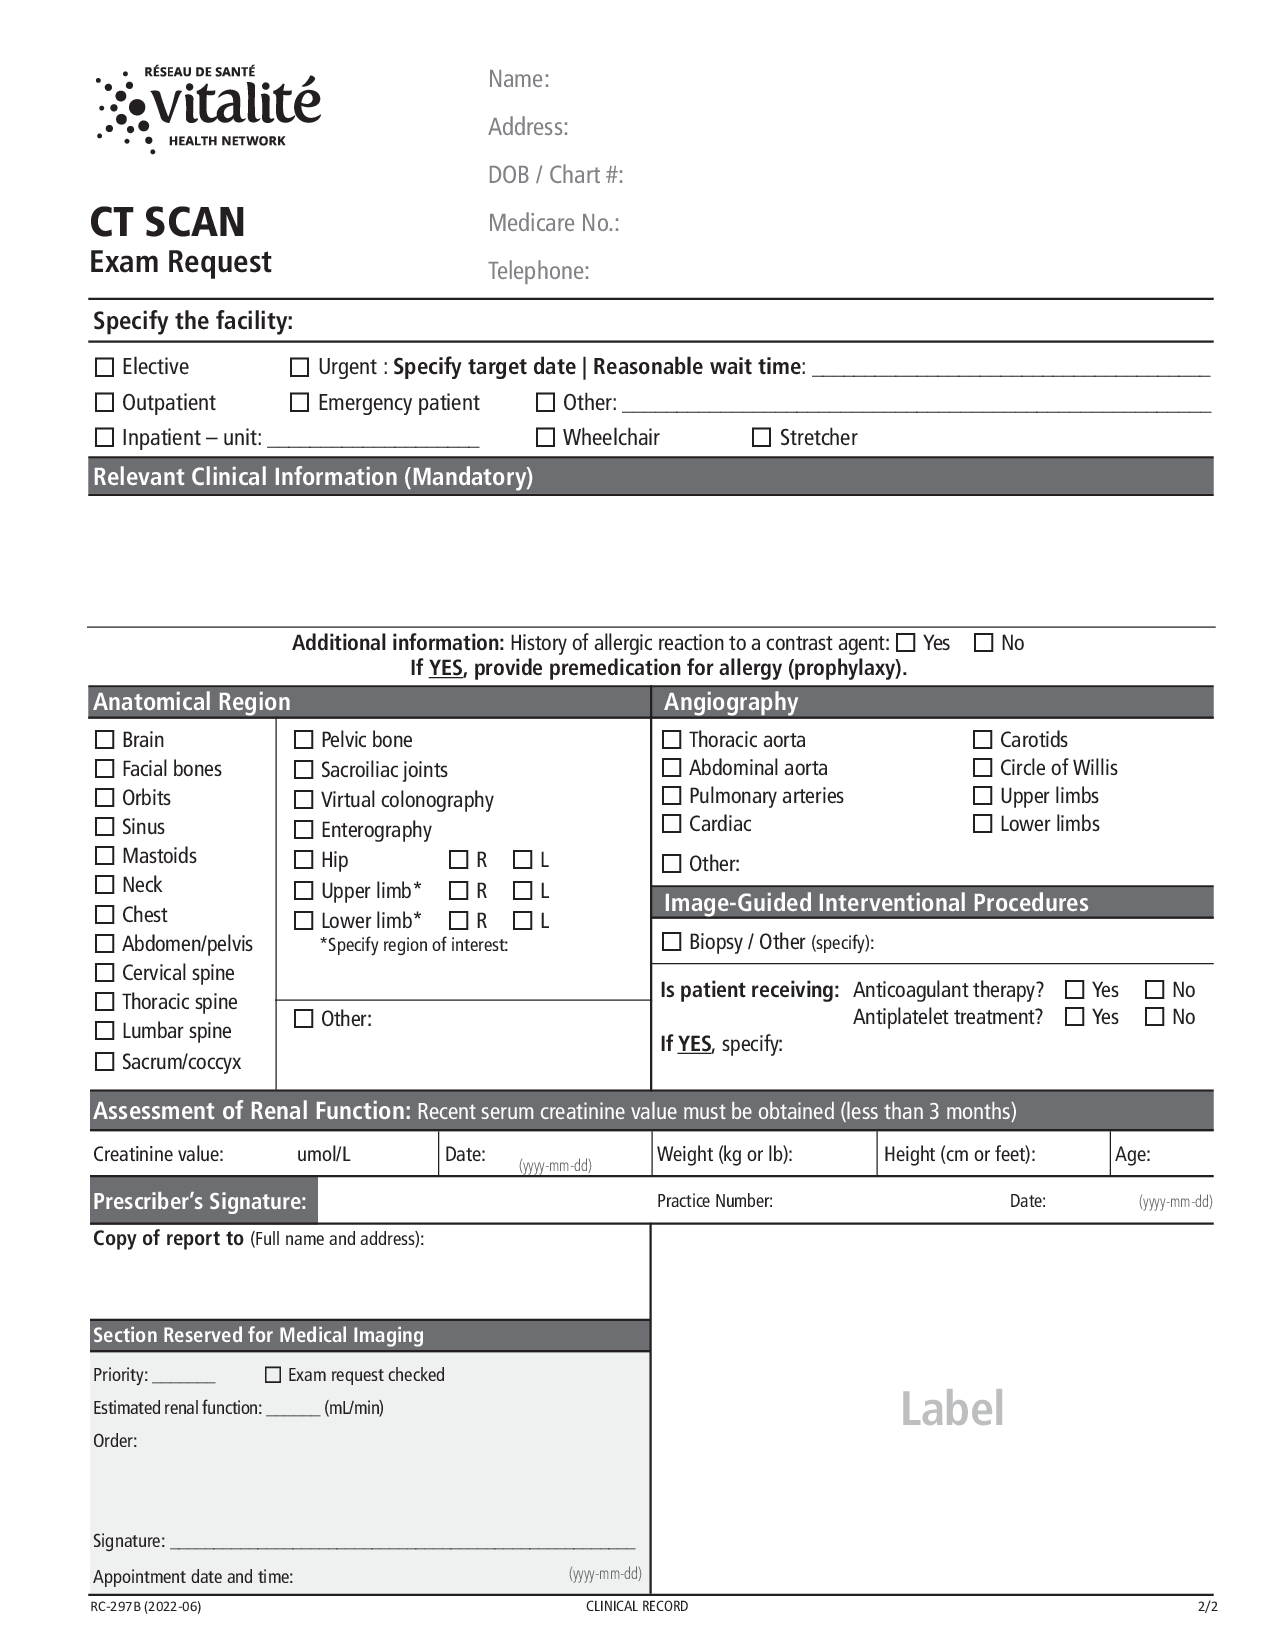 RÉSEAU DE SANTÉ
vitalité
HEALTH NETWORK
CT SCAN
Exam Request
Name:
Address:
DOB / Chart #:
Medicare No.:
Telephone:
Specify the facility:
Elective Urgent : Specify target date | Reasonable wait time: ____________________
Outpatient Emergency patient Other: ____________________
Inpatient – unit: ____________________ Wheelchair Stretcher
Relevant Clinical Information (Mandatory)
Additional information: History of allergic reaction to a contrast agent: Yes No
If YES, provide premedication for allergy (prophylaxy).
Anatomical Region
Brain
Facial bones
Orbits
Sinus
Mastoids
Neck
Chest
Abdomen/pelvis
Cervical spine
Thoracic spine
Lumbar spine
Sacrum/coccyx
Pelvic bone
Sacroiliac joints
Virtual colonography
Enterography
Hip R L
Upper limb* R L
Lower limb* R L
*Specify region of interest:
Other:
Angiography
Thoracic aorta
Abdominal aorta
Pulmonary arteries
Cardiac
Other:
Carotids
Circle of Willis
Upper limbs
Lower limbs
Image-Guided Interventional Procedures
Biopsy / Other (specify):
Is patient receiving: Anticoagulant therapy? Yes No
Antiplatelet treatment? Yes No
If YES, specify:
Assessment of Renal Function: Recent serum creatinine value must be obtained (less than 3 months)
Creatinine value: umol/L Date: (yyyy-mm-dd) Weight (kg or lb): Height (cm or feet): Age:
Prescriber’s Signature: Practice Number: Date: (yyyy-mm-dd)
Copy of report to (Full name and address):
Section Reserved for Medical Imaging
Priority: _______ Exam request checked
Estimated renal function: ______ (mL/min)
Order:
Signature: ____________________
Appointment date and time: (yyyy-mm-dd)
Label
RC-297B (2022-06) CLINICAL RECORD 2/2